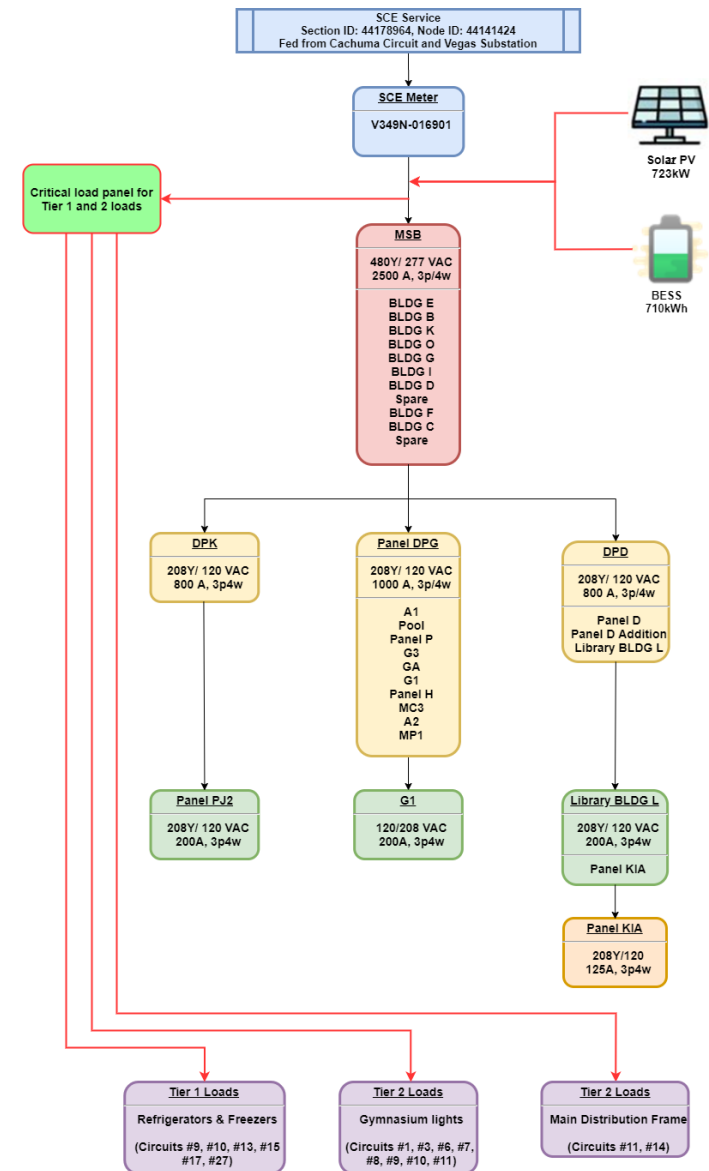 SCE Service
Section ID: 44178964, Node ID: 44141424
Fed from Cachuma Circuit and Vegas Substation
SCE Meter
V349N-016901
Solar PV
723kW
Critical load panel for
Tier 1 and 2 loads
BESS
710kWh
MSB
480Y/ 277 VAC
2500 A, 3p/4w
BLDG E
BLDG B
BLDG K
BLDG O
BLDG G
BLDG I
BLDG D
Spare
BLDG F
BLDG C
Spare
DPK
208Y/ 120 VAC
800 A, 3p4w
Panel DPG
208Y/ 120 VAC
1000 A, 3p/4w
A1
Pool
Panel P
G3
GA
G1
Panel H
MC3
A2
MP1
DPD
208Y/ 120 VAC
800 A, 3p/4w
Panel D
Panel D Addition
Library BLDG L
Panel PJ2
208Y/ 120 VAC
200A, 3p4w
G1
120/208 VAC
200A, 3p4w
Library BLDG L
208Y/ 120 VAC
200A, 3p4w
Panel KIA
Panel KIA
208Y/120
125A, 3p4w
Tier 1 Loads
Refrigerators & Freezers
(Circuits #9, #10, #13, #15
#17, #27)
Tier 2 Loads
Gymnasium lights
(Circuits #1, #3, #6, #7,
#8, #9, #10, #11)
Tier 2 Loads
Main Distribution Frame
(Circuits #11, #14)